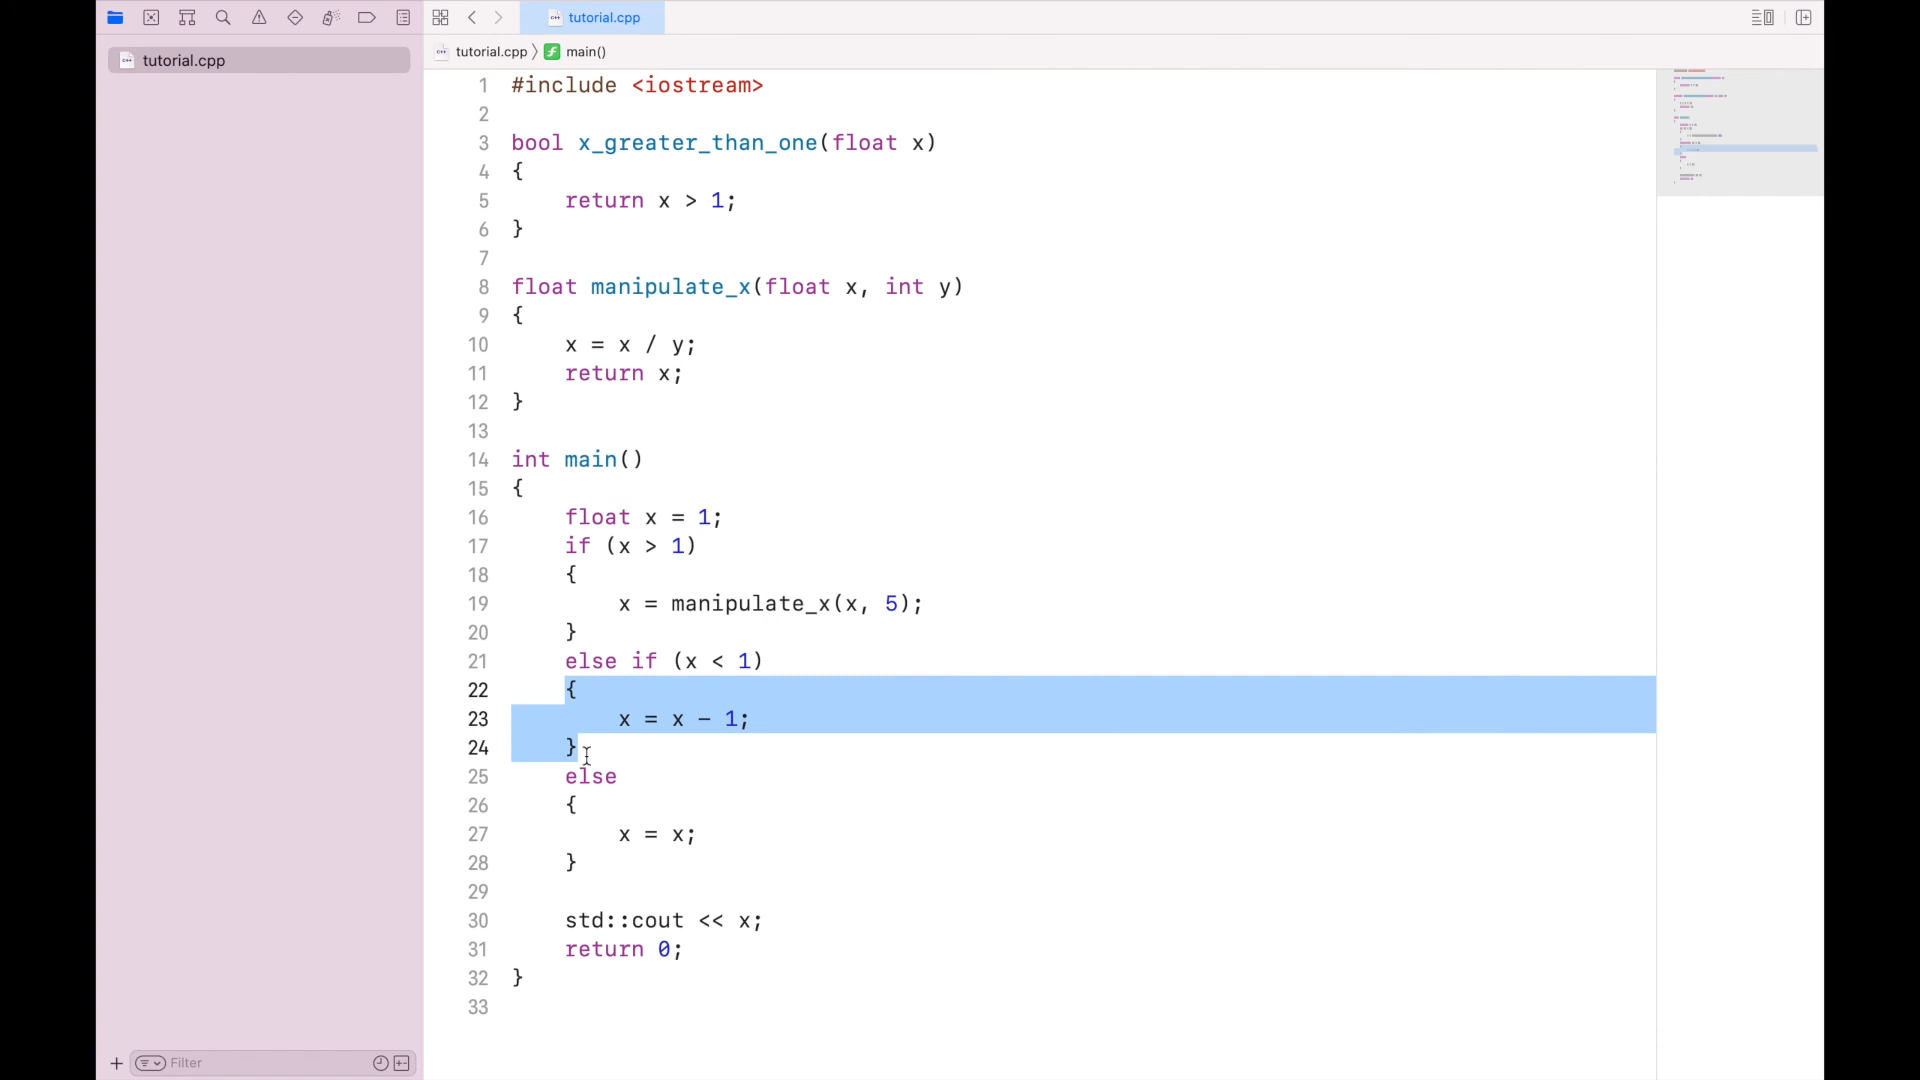 tutorial.cpp
tutorial.cpp
tutorial.cpp 〉 main()
1 #include <iostream>
2
3 bool x_greater_than_one(float x)
4 {
5 return x > 1;
6 }
7
8 float manipulate_x(float x, int y)
9 {
10 x = x / y;
11 return x;
12 }
13
14 int main()
15 {
16 float x = 1;
17 if (x > 1)
18 {
19 x = manipulate_x(x, 5);
20 }
21 else if (x < 1)
22 {
23 x = x - 1;
24 }
25 else
26 {
27 x = x;
28 }
29
30 std::cout << x;
31 return 0;
32 }
33
Filter